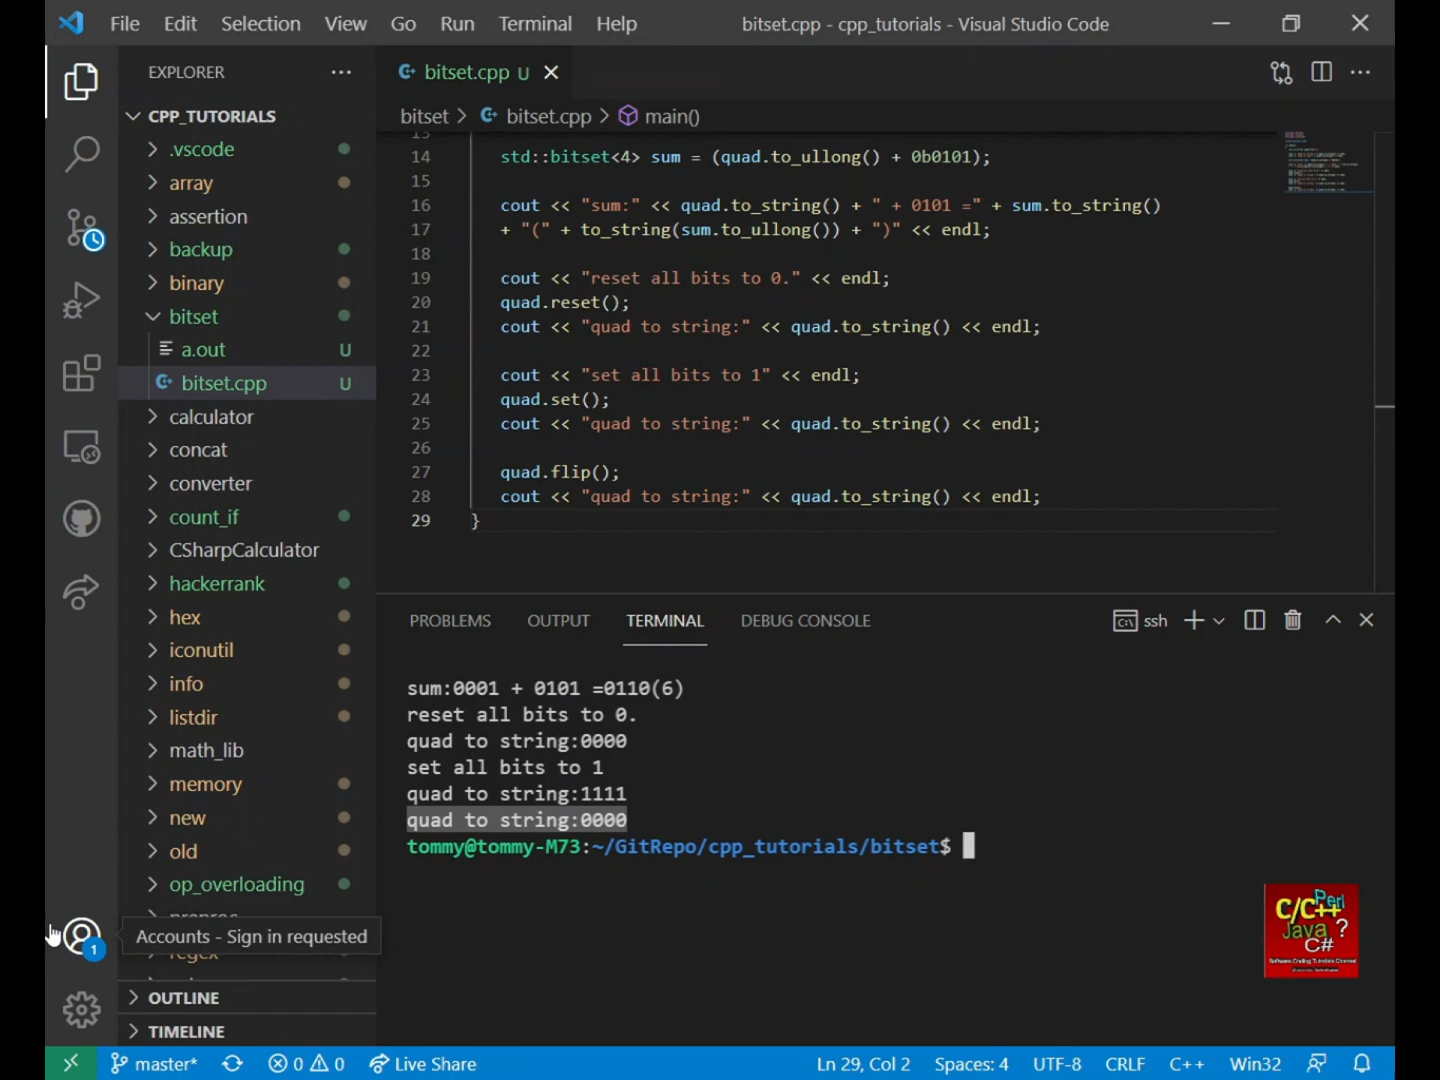 File Edit Selection View Go Run Terminal Help bitset.cpp - cpp_tutorials - Visual Studio Code
EXPLORER
CPP_TUTORIALS
.vscode
array
assertion
backup
binary
bitset
a.out U
bitset.cpp U
calculator
concat
converter
count_if
CSharpCalculator
hackerrank
hex
iconutil
info
listdir
math_lib
memory
new
old
op_overloading
regex
Accounts - Sign in requested
1
OUTLINE
TIMELINE
bitset.cpp U
bitset > bitset.cpp > main()
13
14 std::bitset<4> sum = (quad.to_ullong() + 0b0101);
15
16 cout << "sum:" << quad.to_string() + " + 0101 =" + sum.to_string()
17 + "(" + to_string(sum.to_ullong()) + ")" << endl;
18
19 cout << "reset all bits to 0." << endl;
20 quad.reset();
21 cout << "quad to string:" << quad.to_string() << endl;
22
23 cout << "set all bits to 1" << endl;
24 quad.set();
25 cout << "quad to string:" << quad.to_string() << endl;
26
27 quad.flip();
28 cout << "quad to string:" << quad.to_string() << endl;
29 }
PROBLEMS OUTPUT TERMINAL DEBUG CONSOLE ssh
sum:0001 + 0101 =0110(6)
reset all bits to 0.
quad to string:0000
set all bits to 1
quad to string:1111
quad to string:0000
tommy@tommy-M73:~/GitRepo/cpp_tutorials/bitset$
C/C++ Perl
Java ?
C#
Software Coding Tutorials Channel
master* 0 0 Live Share Ln 29, Col 2 Spaces: 4 UTF-8 CRLF C++ Win32